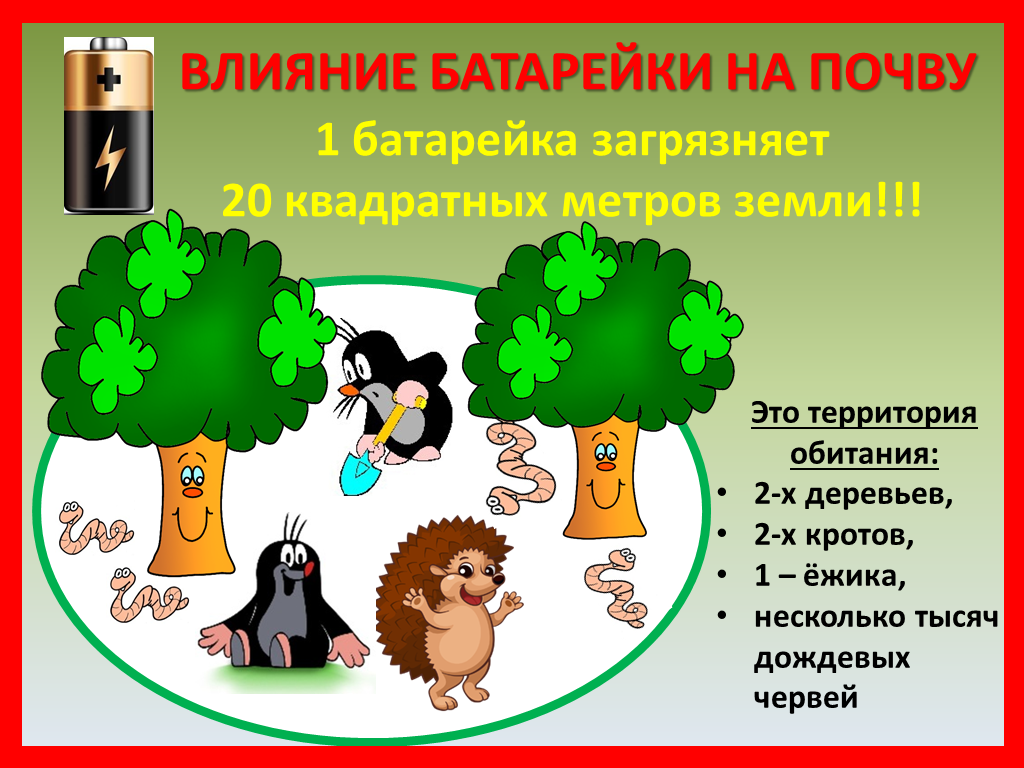 ВЛИЯНИЕ БАТАРЕЙКИ НА ПОЧВУ
1 батарейка загрязняет
20 квадратных метров земли!!!
Это территория
обитания:
• 2-х деревьев,
• 2-х кротов,
• 1 – ёжика,
• несколько тысяч
дождевых
червей